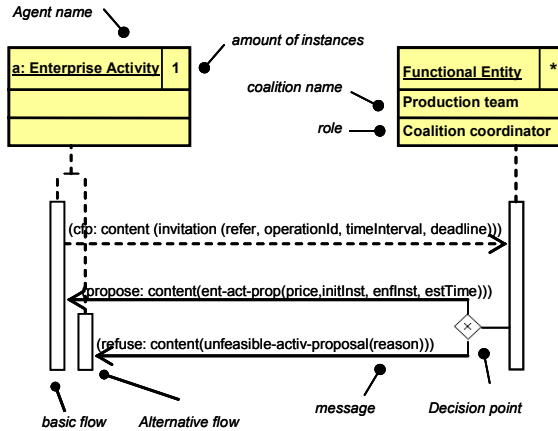 Agent name
a: Enterprise Activity 1
amount of instances
Functional Entity *
coalition name
Production team
role
Coalition coordinator
(cfp: content (invitation (refer, operationId, timeInterval, deadline)))
(propose: content(ent-act-prop(price,initInst, enfInst, estTime)))
×
(refuse: content(unfeasible-activ-proposal(reason)))
basic flow
Alternative flow
message
Decision point